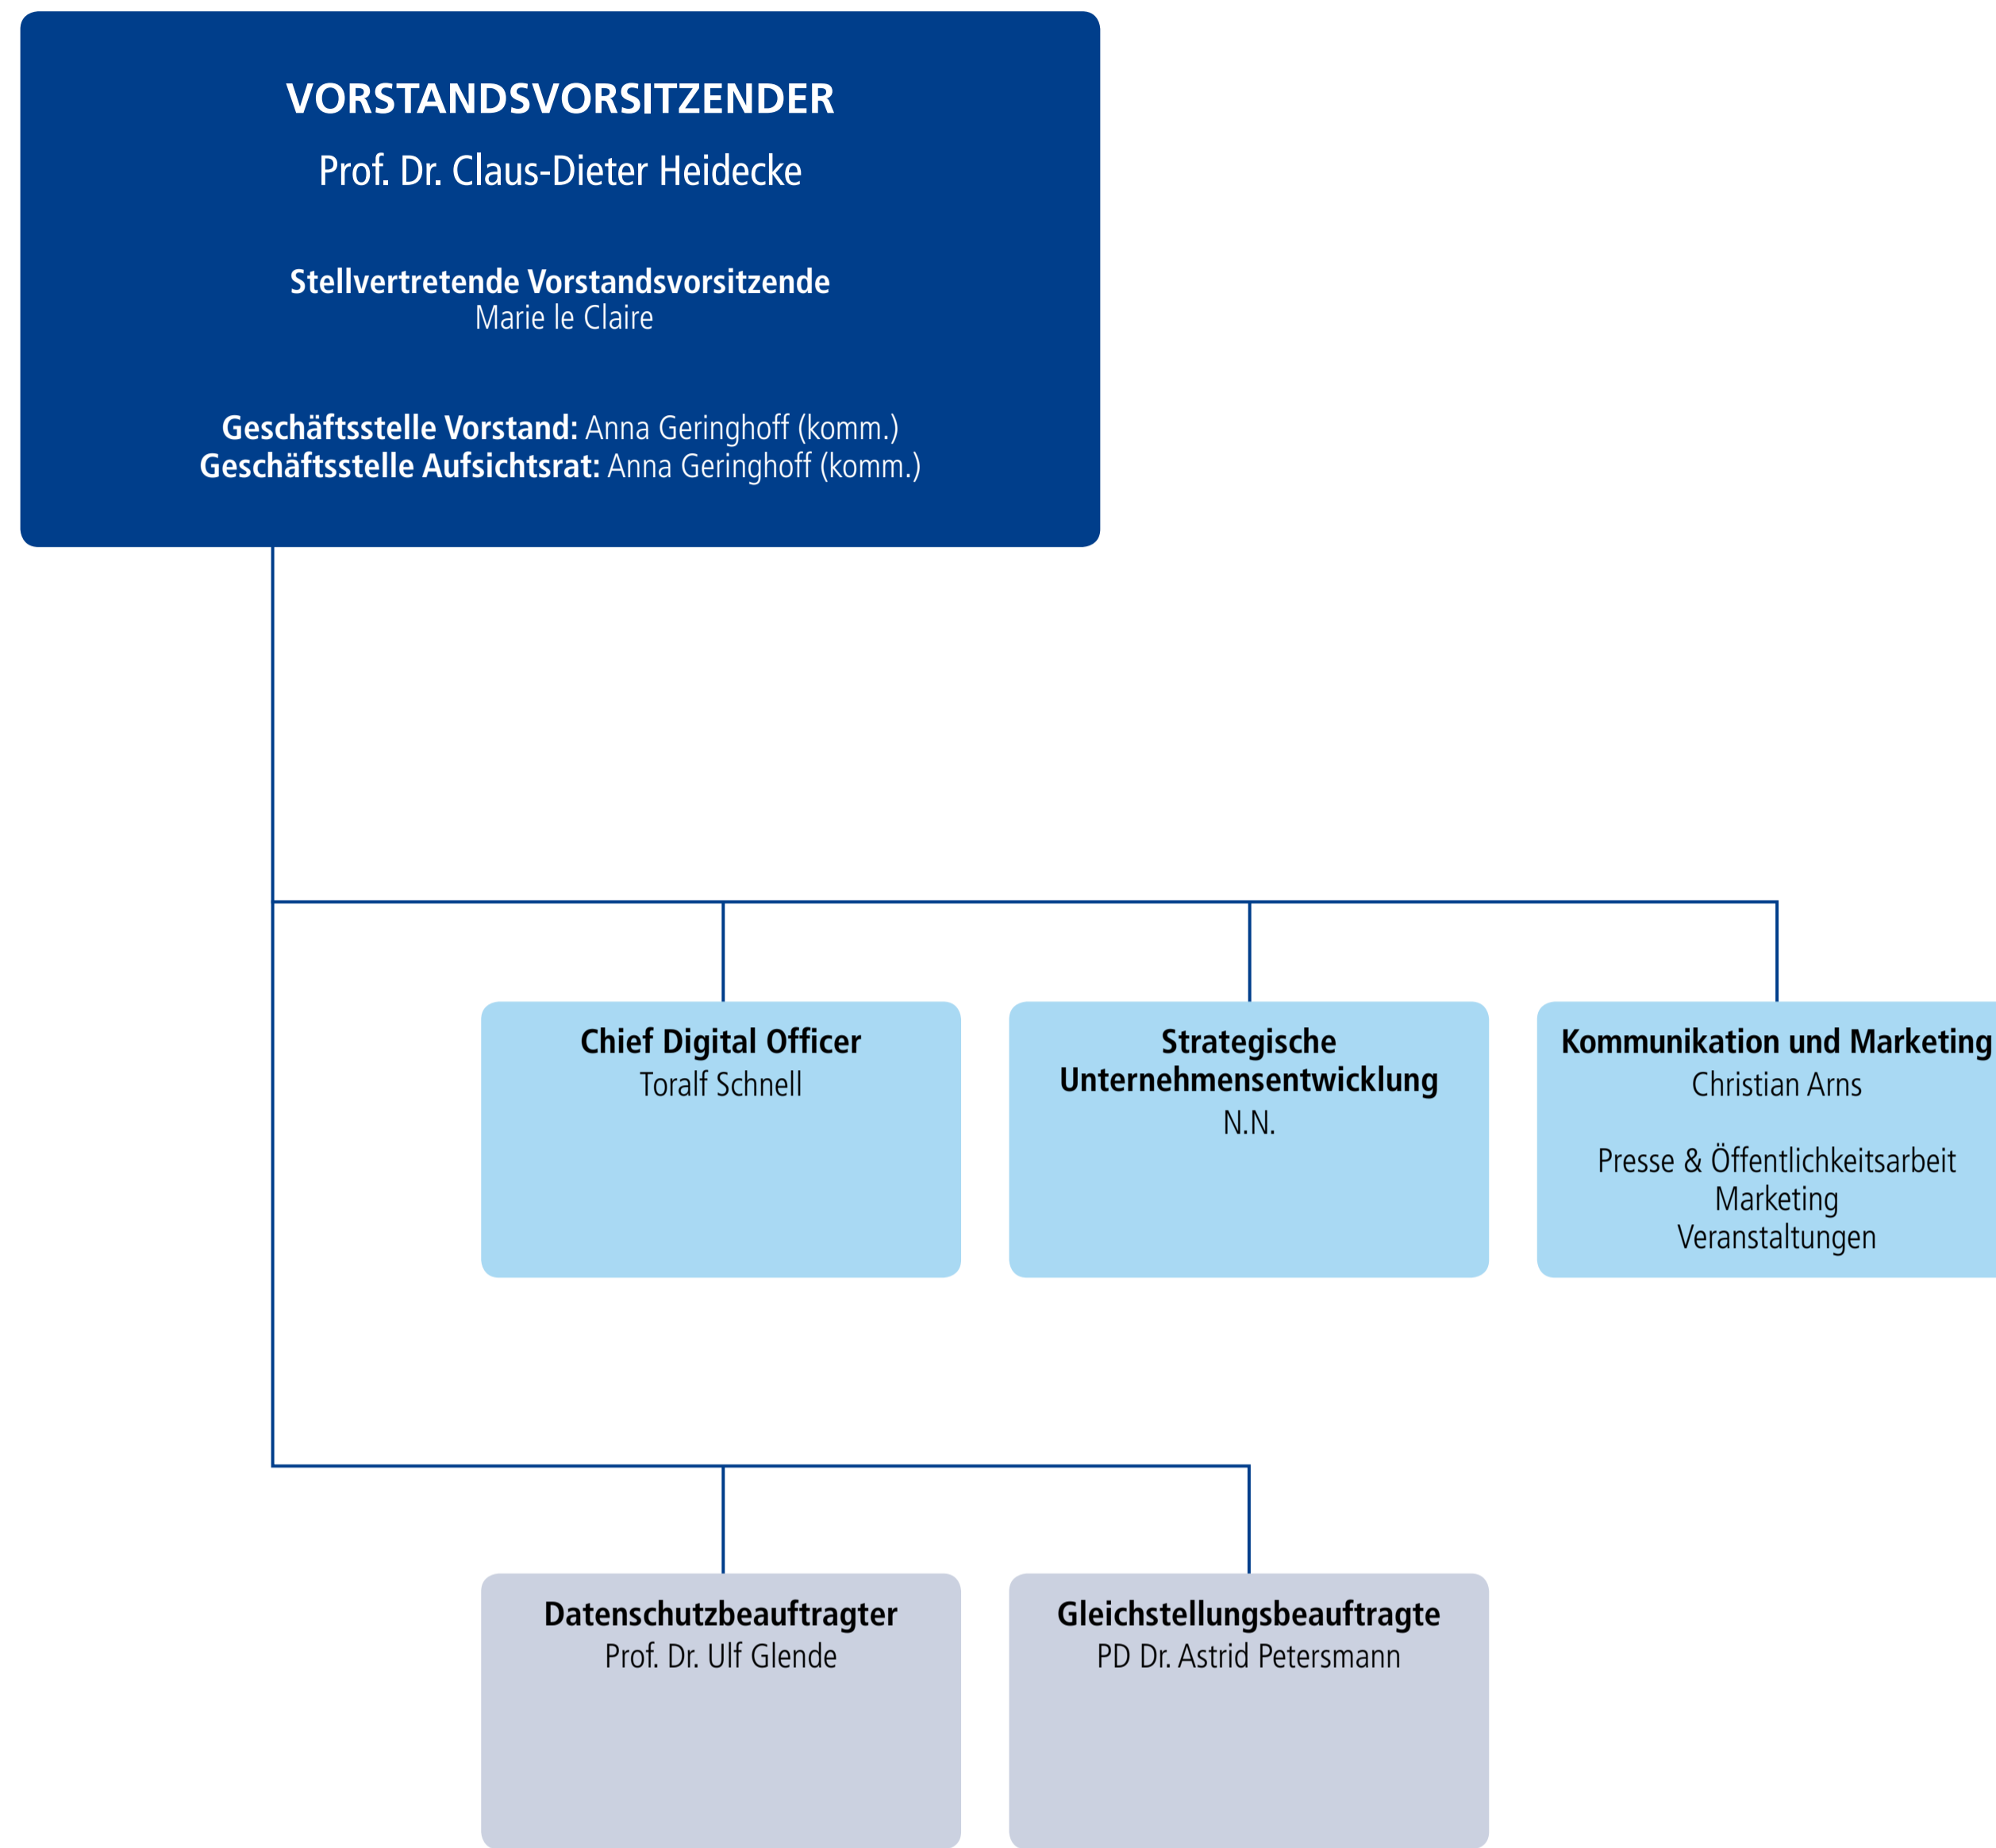 VORSTANDSVORSITZENDER
Prof. Dr. Claus-Dieter Heidecke
Stellvertretende Vorstandsvorsitzende
Marie le Claire
Geschäftsstelle Vorstand: Anna Geringhoff (komm.)
Geschäftsstelle Aufsichtsrat: Anna Geringhoff (komm.)
Chief Digital Officer
Toralf Schnell
Strategische
Unternehmensentwicklung
N.N.
Kommunikation und Marketing
Christian Arns
Presse & Öffentlichkeitsarbeit
Marketing
Veranstaltungen
Datenschutzbeauftragter
Prof. Dr. Ulf Glende
Gleichstellungsbeauftragte
PD Dr. Astrid Petersmann